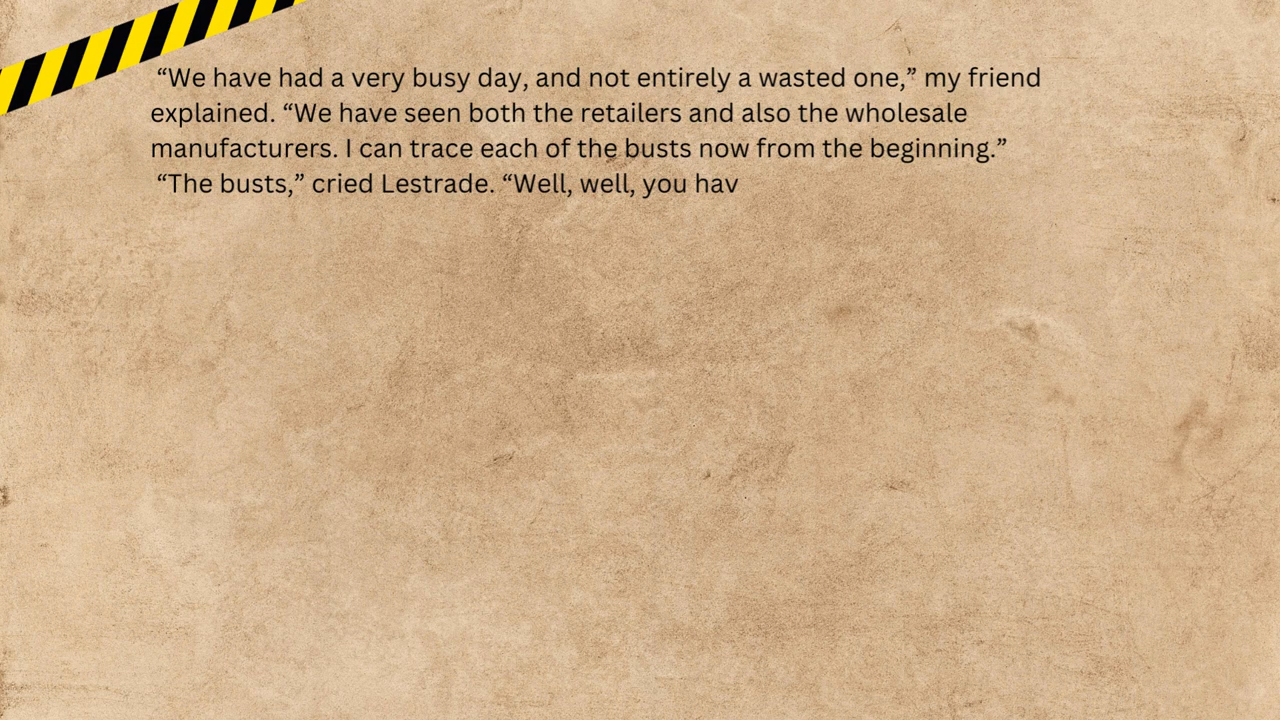 “We have had a very busy day, and not entirely a wasted one,” my friend
explained. “We have seen both the retailers and also the wholesale
manufacturers. I can trace each of the busts now from the beginning.”
“The busts,” cried Lestrade. “Well, well, you hav